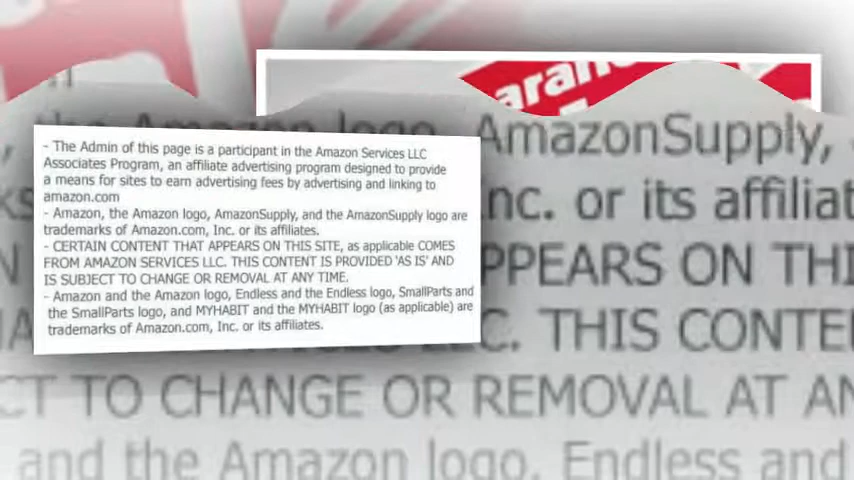 - The Admin of this page is a participant in the Amazon Services LLC
Associates Program, an affiliate advertising program designed to provide
a means for sites to earn advertising fees by advertising and linking to
amazon.com
- Amazon, the Amazon logo, AmazonSupply, and the AmazonSupply logo are
trademarks of Amazon.com, Inc. or its affiliates.
- CERTAIN CONTENT THAT APPEARS ON THIS SITE, as applicable COMES
FROM AMAZON SERVICES LLC. THIS CONTENT IS PROVIDED 'AS IS' AND
IS SUBJECT TO CHANGE OR REMOVAL AT ANY TIME.
- Amazon and the Amazon logo, Endless and the Endless logo, SmallParts and
the SmallParts logo, and MYHABIT and the MYHABIT logo (as applicable) are
trademarks of Amazon.com, Inc. or its affiliates.
AmazonSupply,
Inc. or its affiliat
PPEARS ON THI
LLC. THIS CONTE
CT TO CHANGE OR REMOVAL AT AN
and the Amazon logo, Endless and